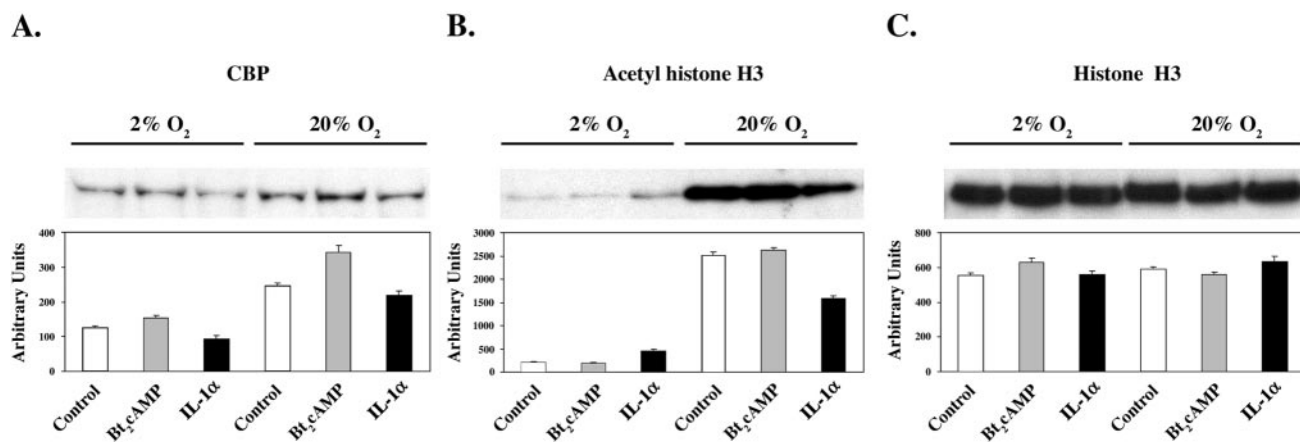 A.
CBP
2% O₂
20% O₂
400
300
200
100
0
Arbitrary Units
Control
Bt₂cAMP
IL-1α
Control
Bt₂cAMP
IL-1α
B.
Acetyl histone H3
2% O₂
20% O₂
3000
2500
2000
1500
1000
500
0
Arbitrary Units
Control
Bt₂cAMP
IL-1α
Control
Bt₂cAMP
IL-1α
C.
Histone H3
2% O₂
20% O₂
800
600
400
200
0
Arbitrary Units
Control
Bt₂cAMP
IL-1α
Control
Bt₂cAMP
IL-1α